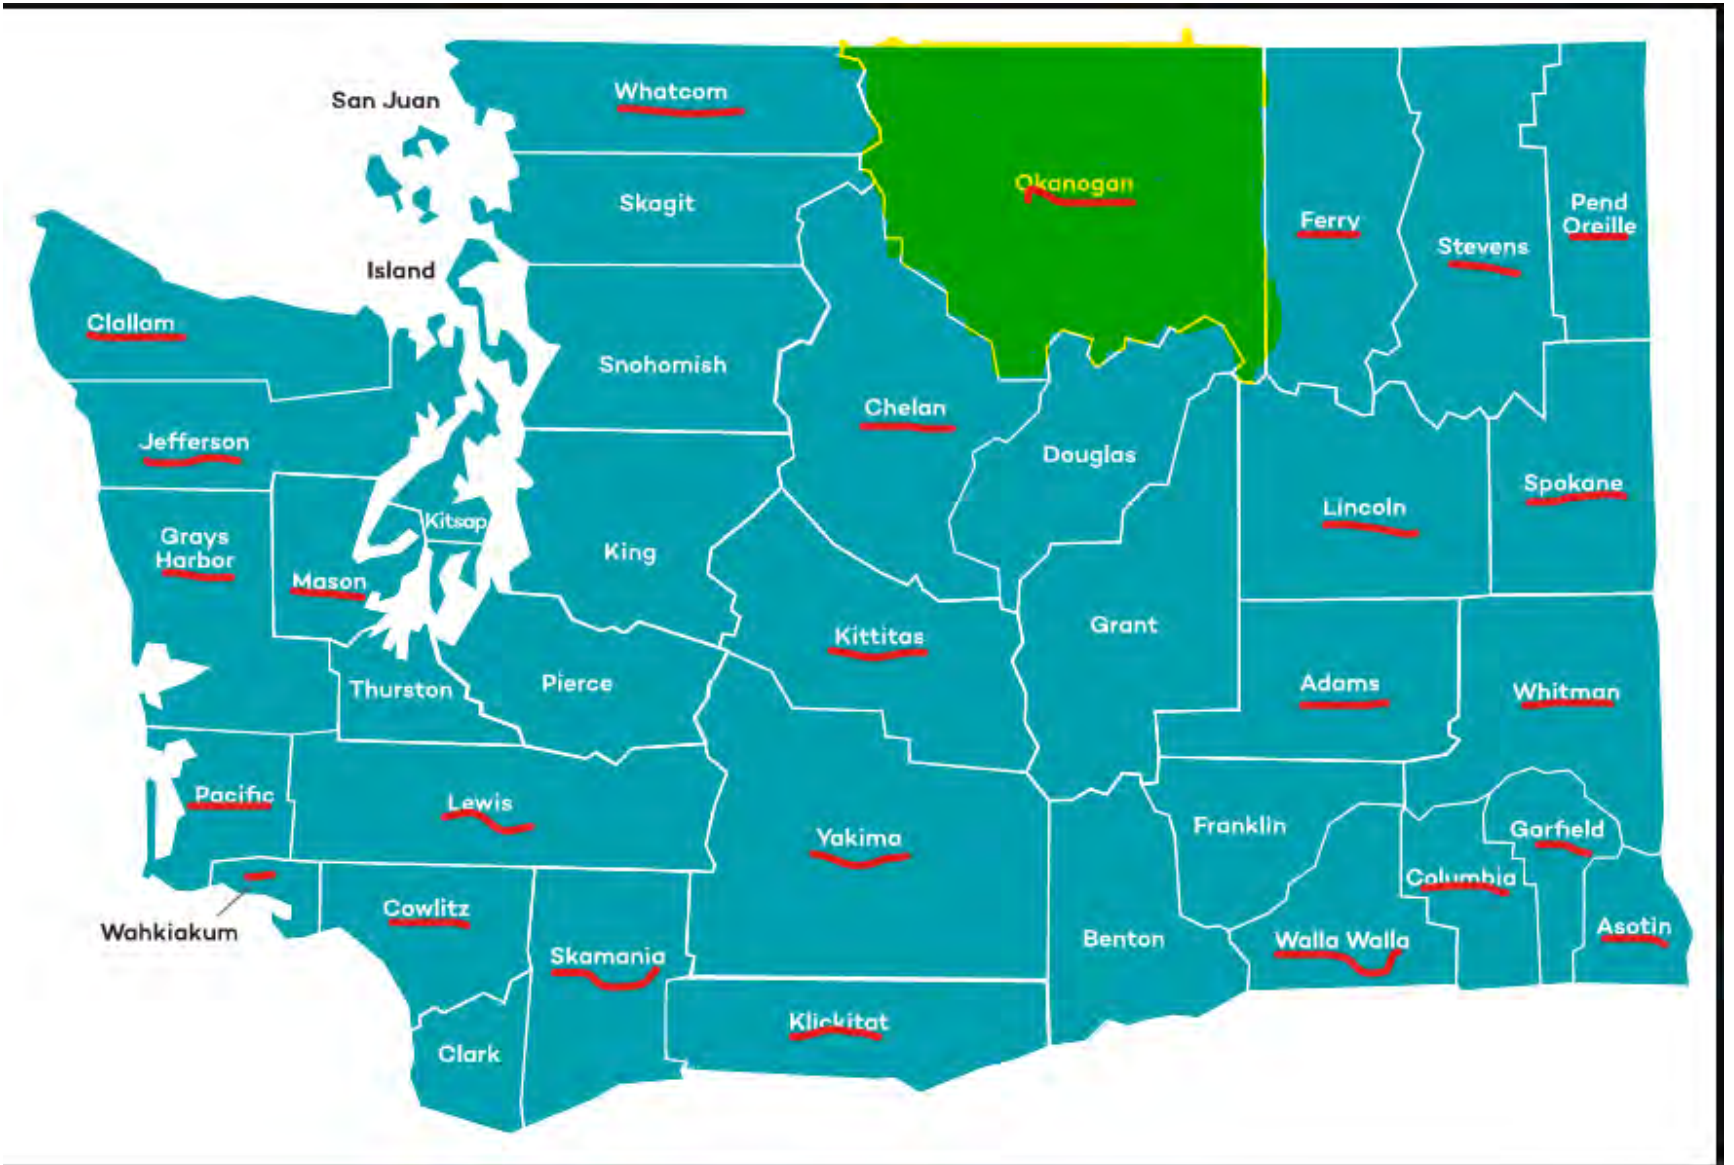 Whatcom
San Juan
Okanogan
Skagit
Pend
Oreille
Ferry
Stevens
Island
Clallam
Snohomish
Chelan
Jefferson
Douglas
Spokane
Lincoln
Kitsap
Grays
Harbor
King
Mason
Grant
Kittitas
Thurston
Pierce
Adams
Whitman
Pacific
Lewis
Yakima
Franklin
Garfield
Columbia
Cowlitz
Wahkiakum
Skamania
Benton
Walla Walla
Asotin
Klickitat
Clark